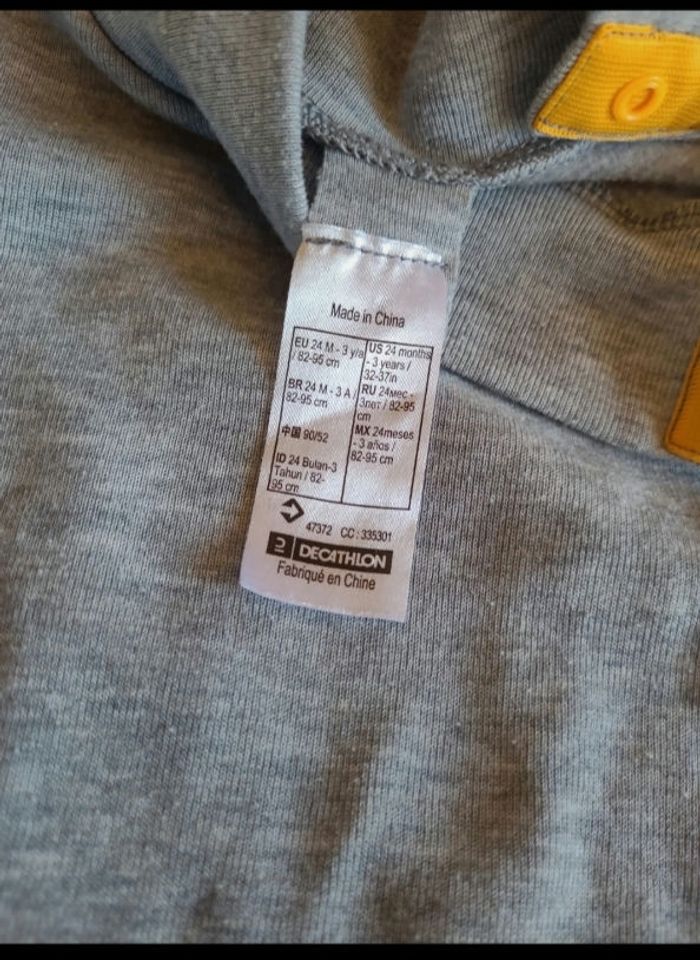 Made in China
EU 24 M - 3 y/a
/ 82-95 cm
BR 24 M - 3 A /
82-95 cm
中国 90/52
ID 24 Bulan-3
Tahun / 82-
95 cm
US 24 months
- 3 years /
32-37in
RU 24мес -
3лет / 82-95
cm
MX 24meses
- 3 años /
82-95 cm
47372 CC : 335301
DECATHLON
Fabriqué en Chine